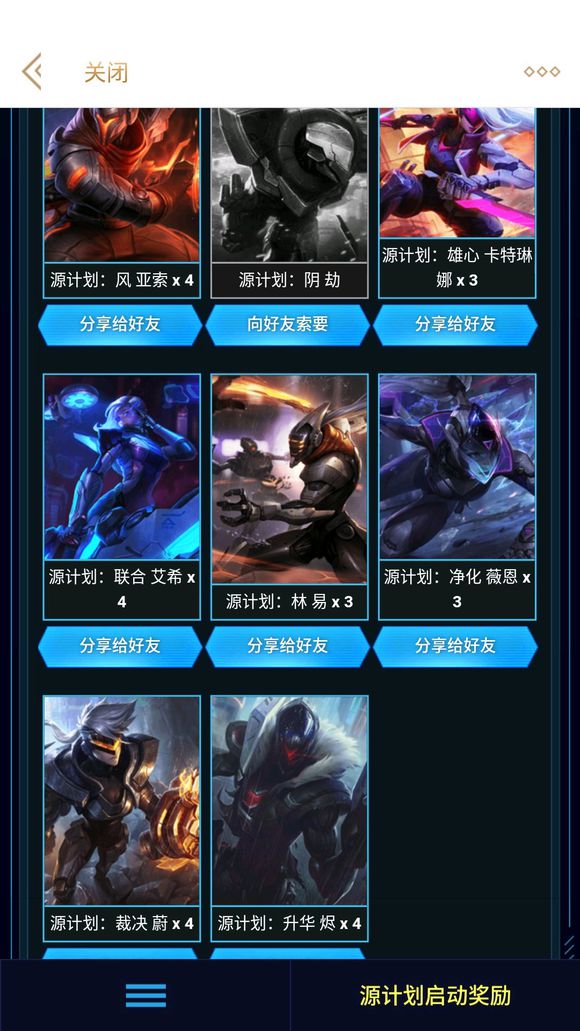 关闭
源计划：风 亚索 x 4
源计划：阴 劫
源计划：雄心 卡特琳
娜 x 3
分享给好友
向好友索要
分享给好友
源计划：联合 艾希 x
4
源计划：林 易 x 3
源计划：净化 薇恩 x
3
分享给好友
分享给好友
分享给好友
源计划：裁决 蔚 x 4
源计划：升华 烬 x 4
源计划启动奖励